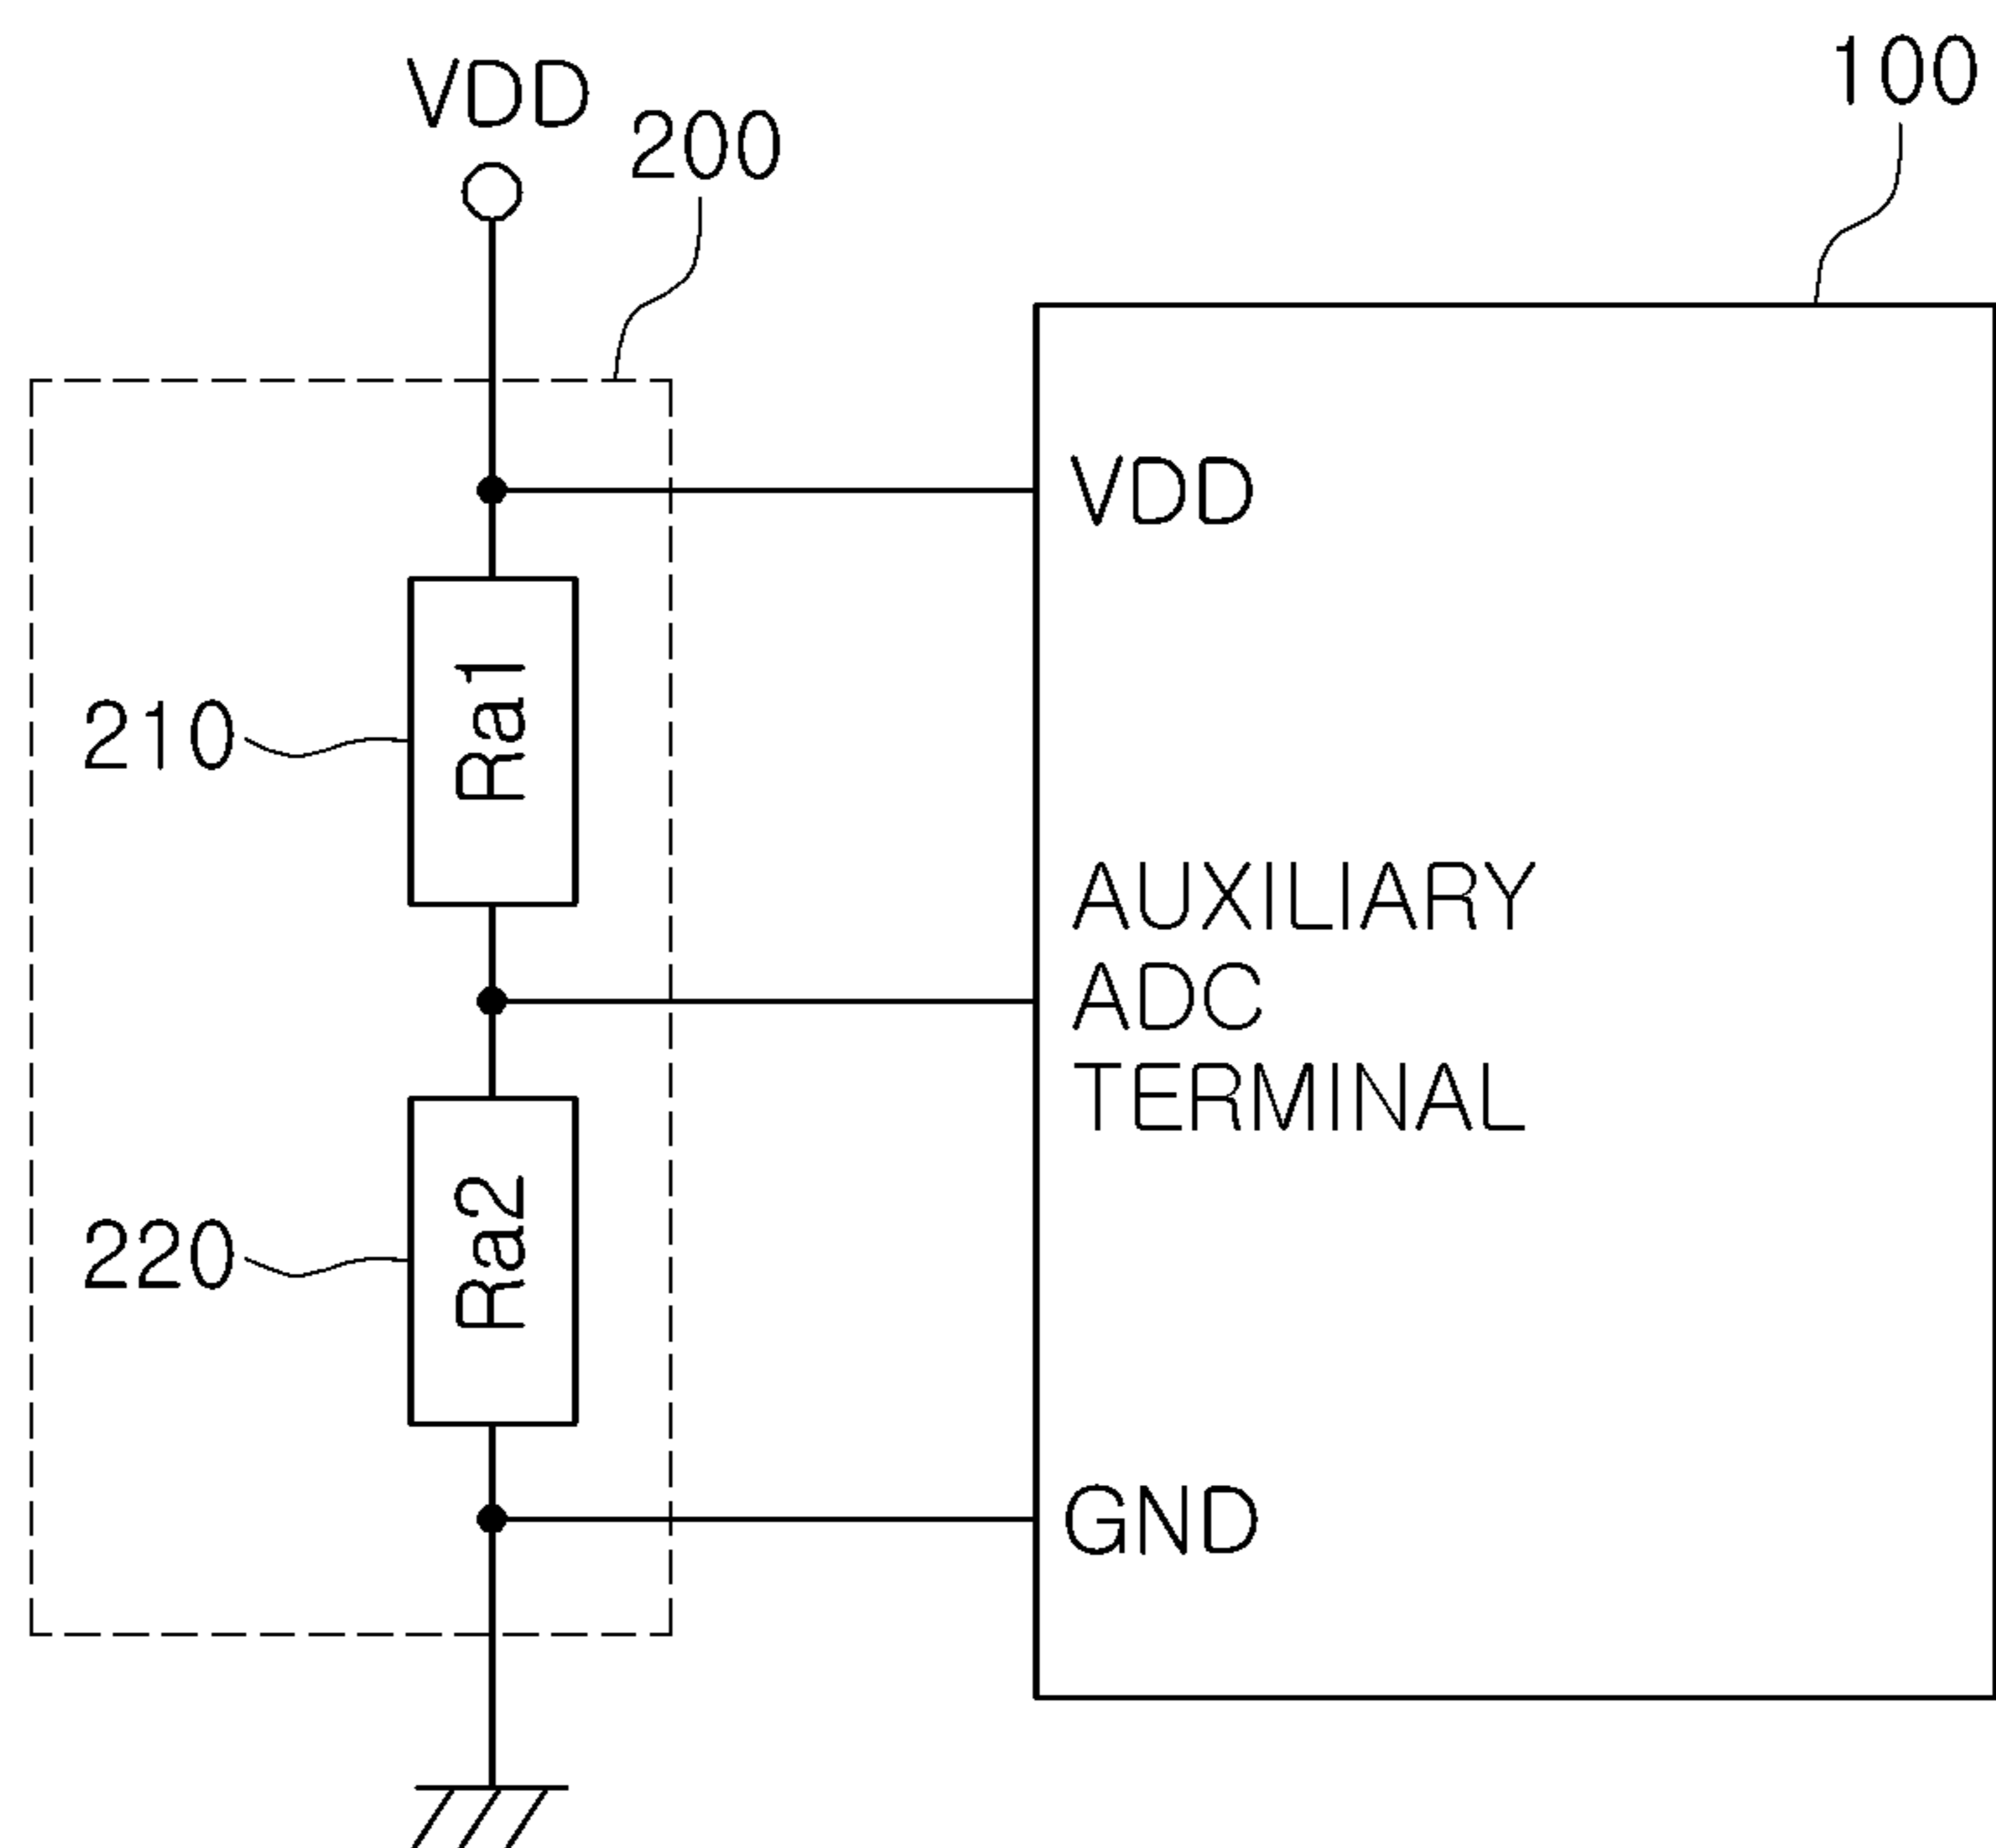 VDD
200
100
VDD
210
Ra1
AUXILIARY
ADC
TERMINAL
220
Ra2
GND